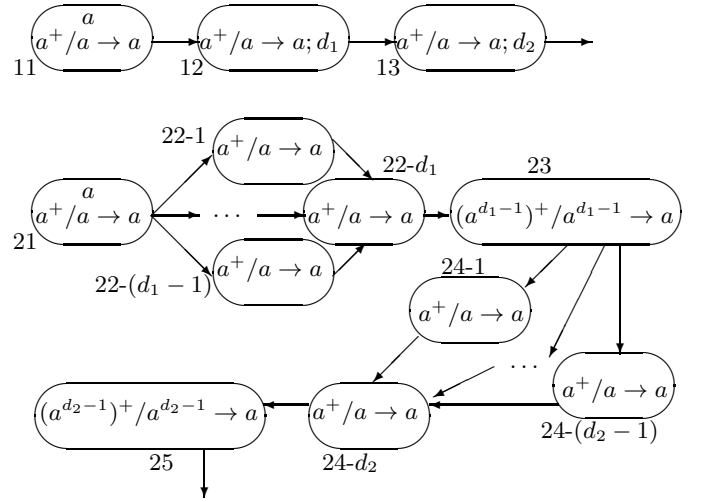 a
a⁺/a → a
11
a⁺/a → a; d₁
12
a⁺/a → a; d₂
13
22-1
a⁺/a → a
22-d₁
23
a
a⁺/a → a
21
···
a⁺/a → a
(a^{d₁−1})⁺/a^{d₁−1} → a
22-(d₁ − 1)
a⁺/a → a
24-1
a⁺/a → a
···
a⁺/a → a
24-(d₂ − 1)
(a^{d₂−1})⁺/a^{d₂−1} → a
25
a⁺/a → a
24-d₂